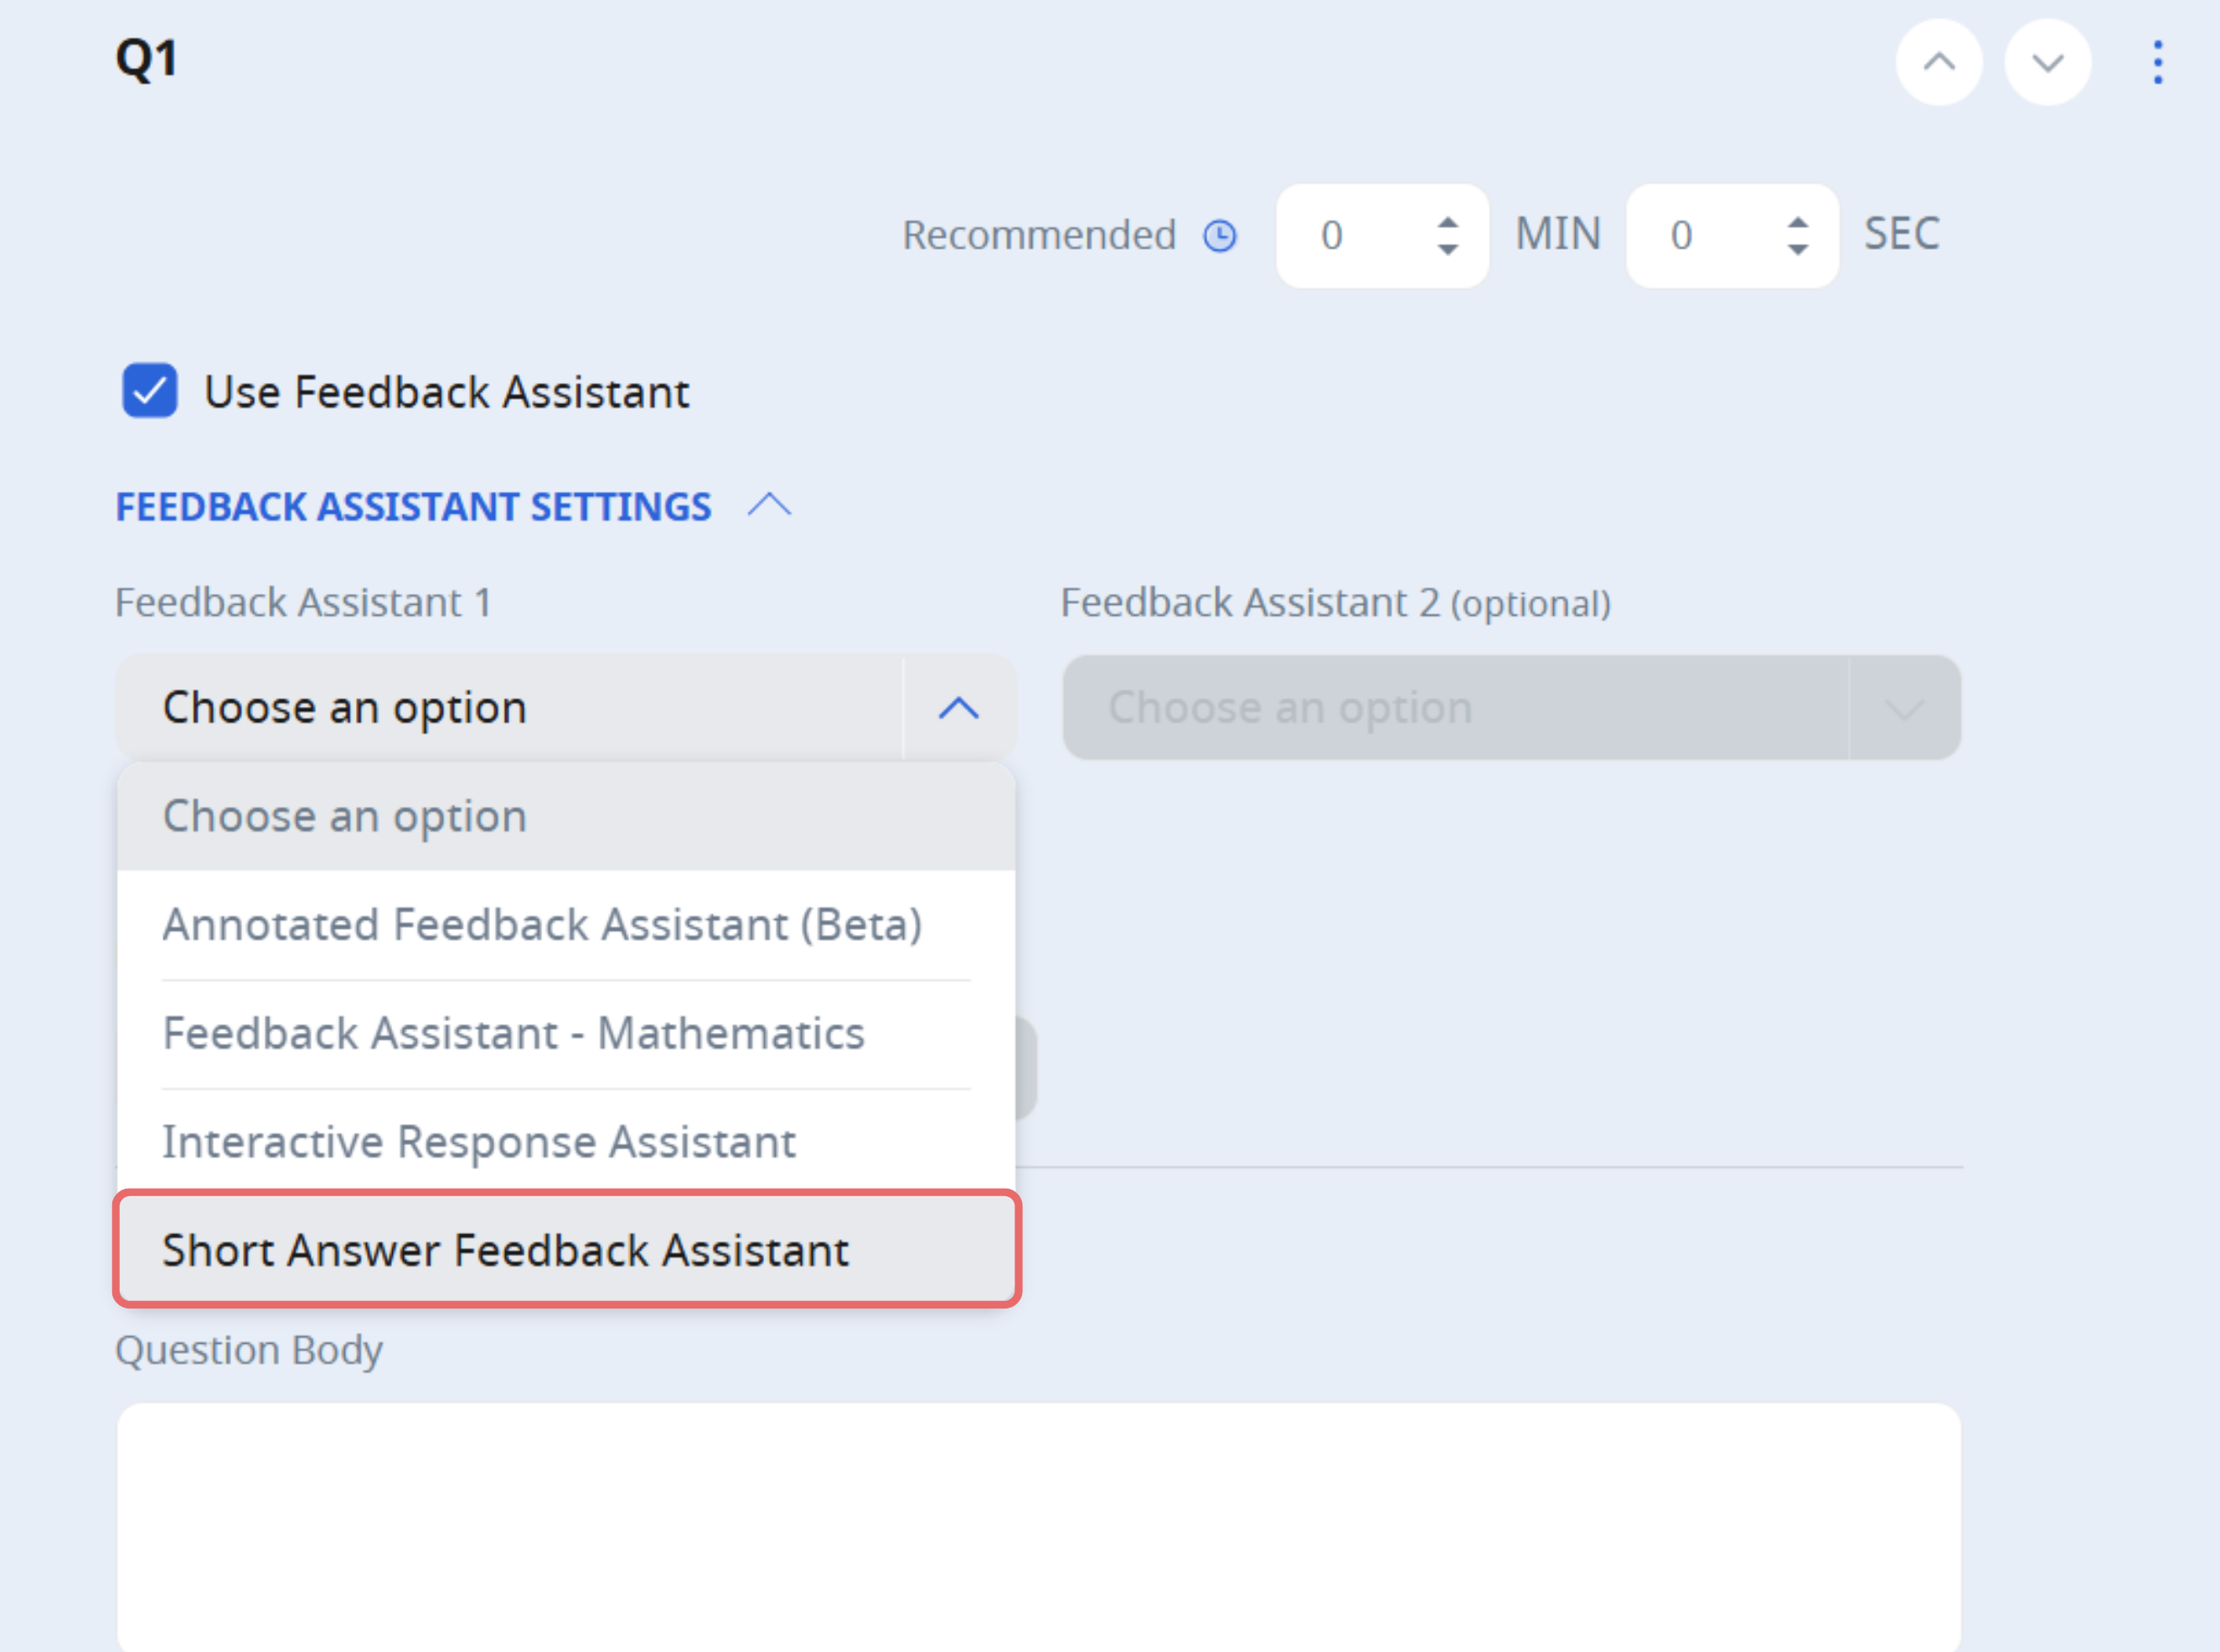 Q1
Recommended 0 MIN 0 SEC
Use Feedback Assistant
FEEDBACK ASSISTANT SETTINGS
Feedback Assistant 1
Feedback Assistant 2 (optional)
Choose an option
Choose an option
Choose an option
Annotated Feedback Assistant (Beta)
Feedback Assistant - Mathematics
Interactive Response Assistant
Short Answer Feedback Assistant
Question Body